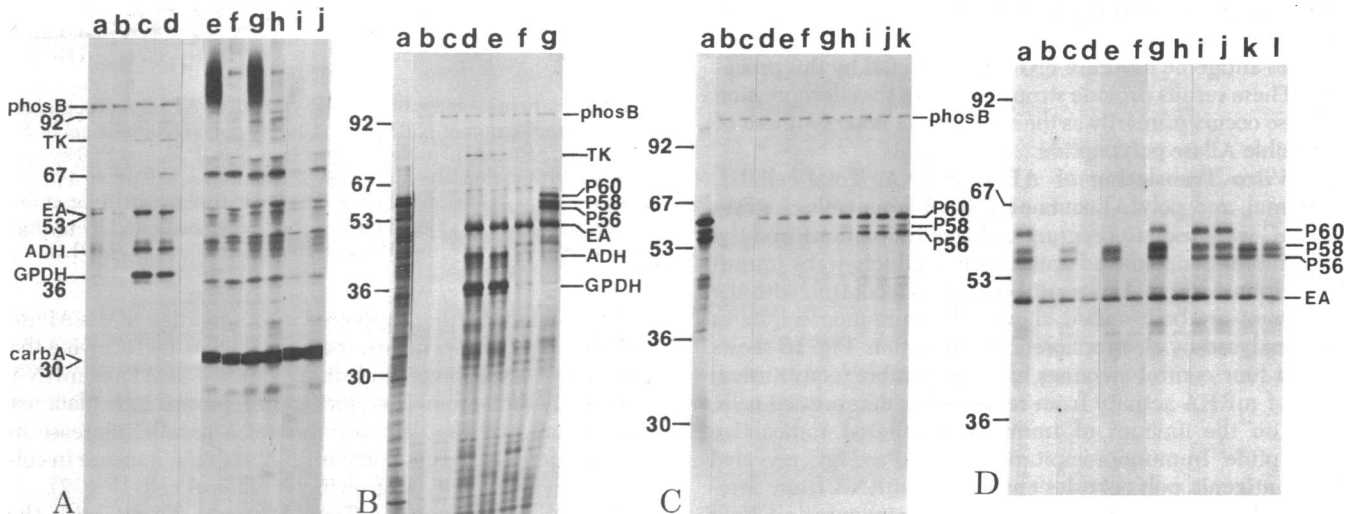 a b c d e f g h i j
phosB
92
TK
67
EA
53
ADH
GPDH
36
carbA
30
A
a b c d e f g
phosB
92
TK
67
P60
P58
53
P56
EA
ADH
36
GPDH
30
B
a b c d e f g h i j k
phosB
92
67
P60
P58
53
P56
36
30
C
a b c d e f g h i j k l
92
67
P60
P58
P56
53
EA
36
D